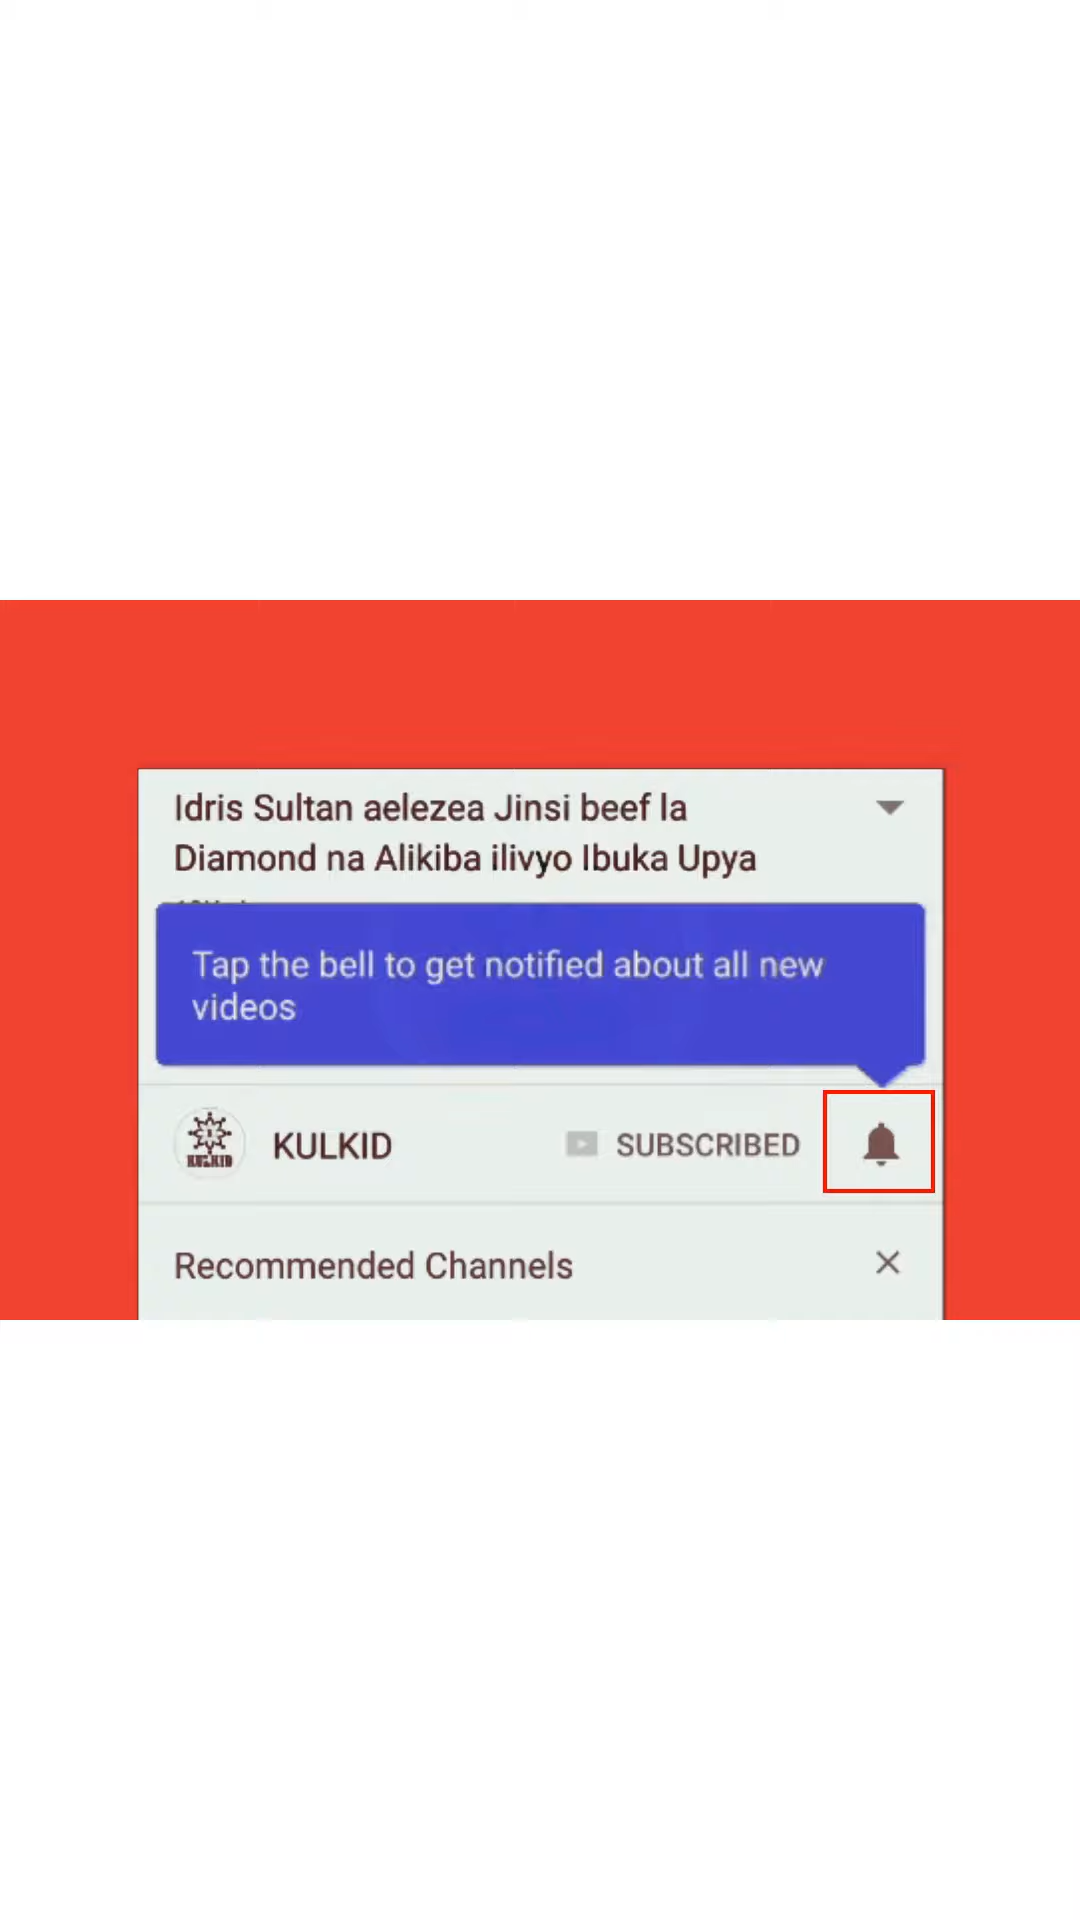 Idris Sultan aelezea Jinsi beef la
Diamond na Alikiba ilivyo Ibuka Upya
Tap the bell to get notified about all new
videos
KULKID
KULKID
SUBSCRIBED
Recommended Channels